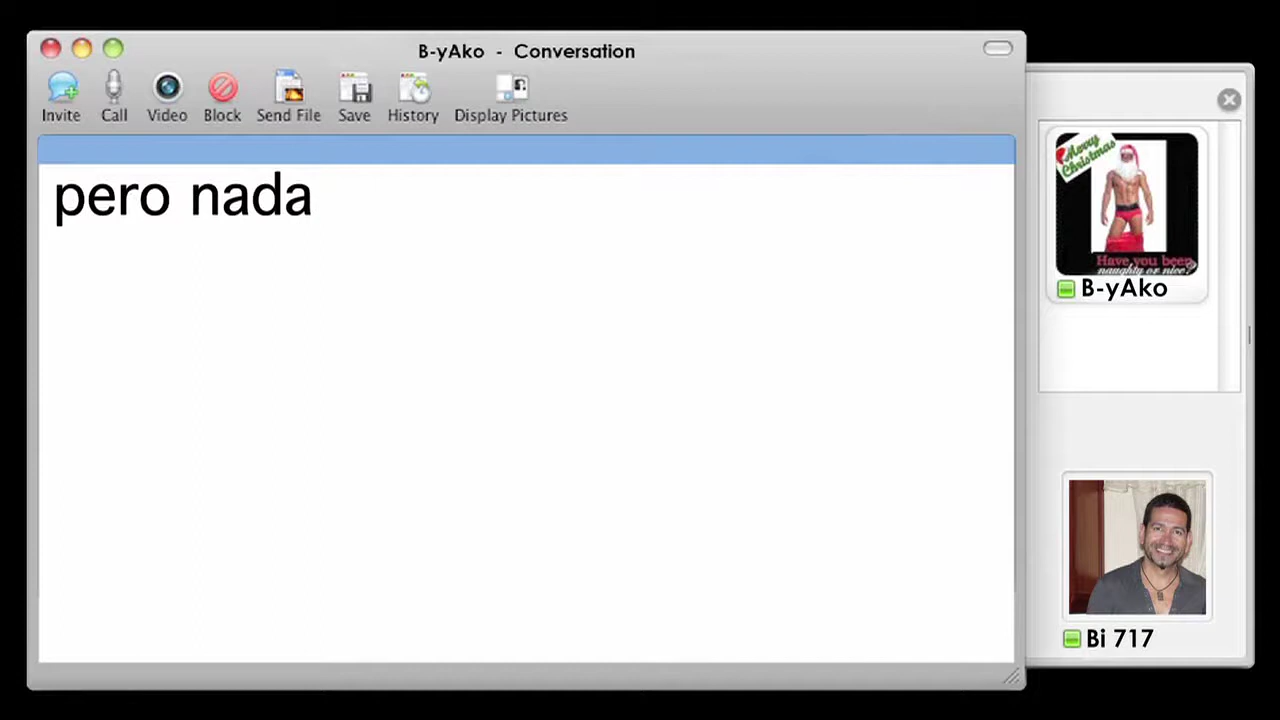 B-yAko - Conversation
Invite Call Video Block Send File Save History Display Pictures
pero nada
Merry
Christmas
Have you been
naughty or nice?
B-yAko
Bi 717